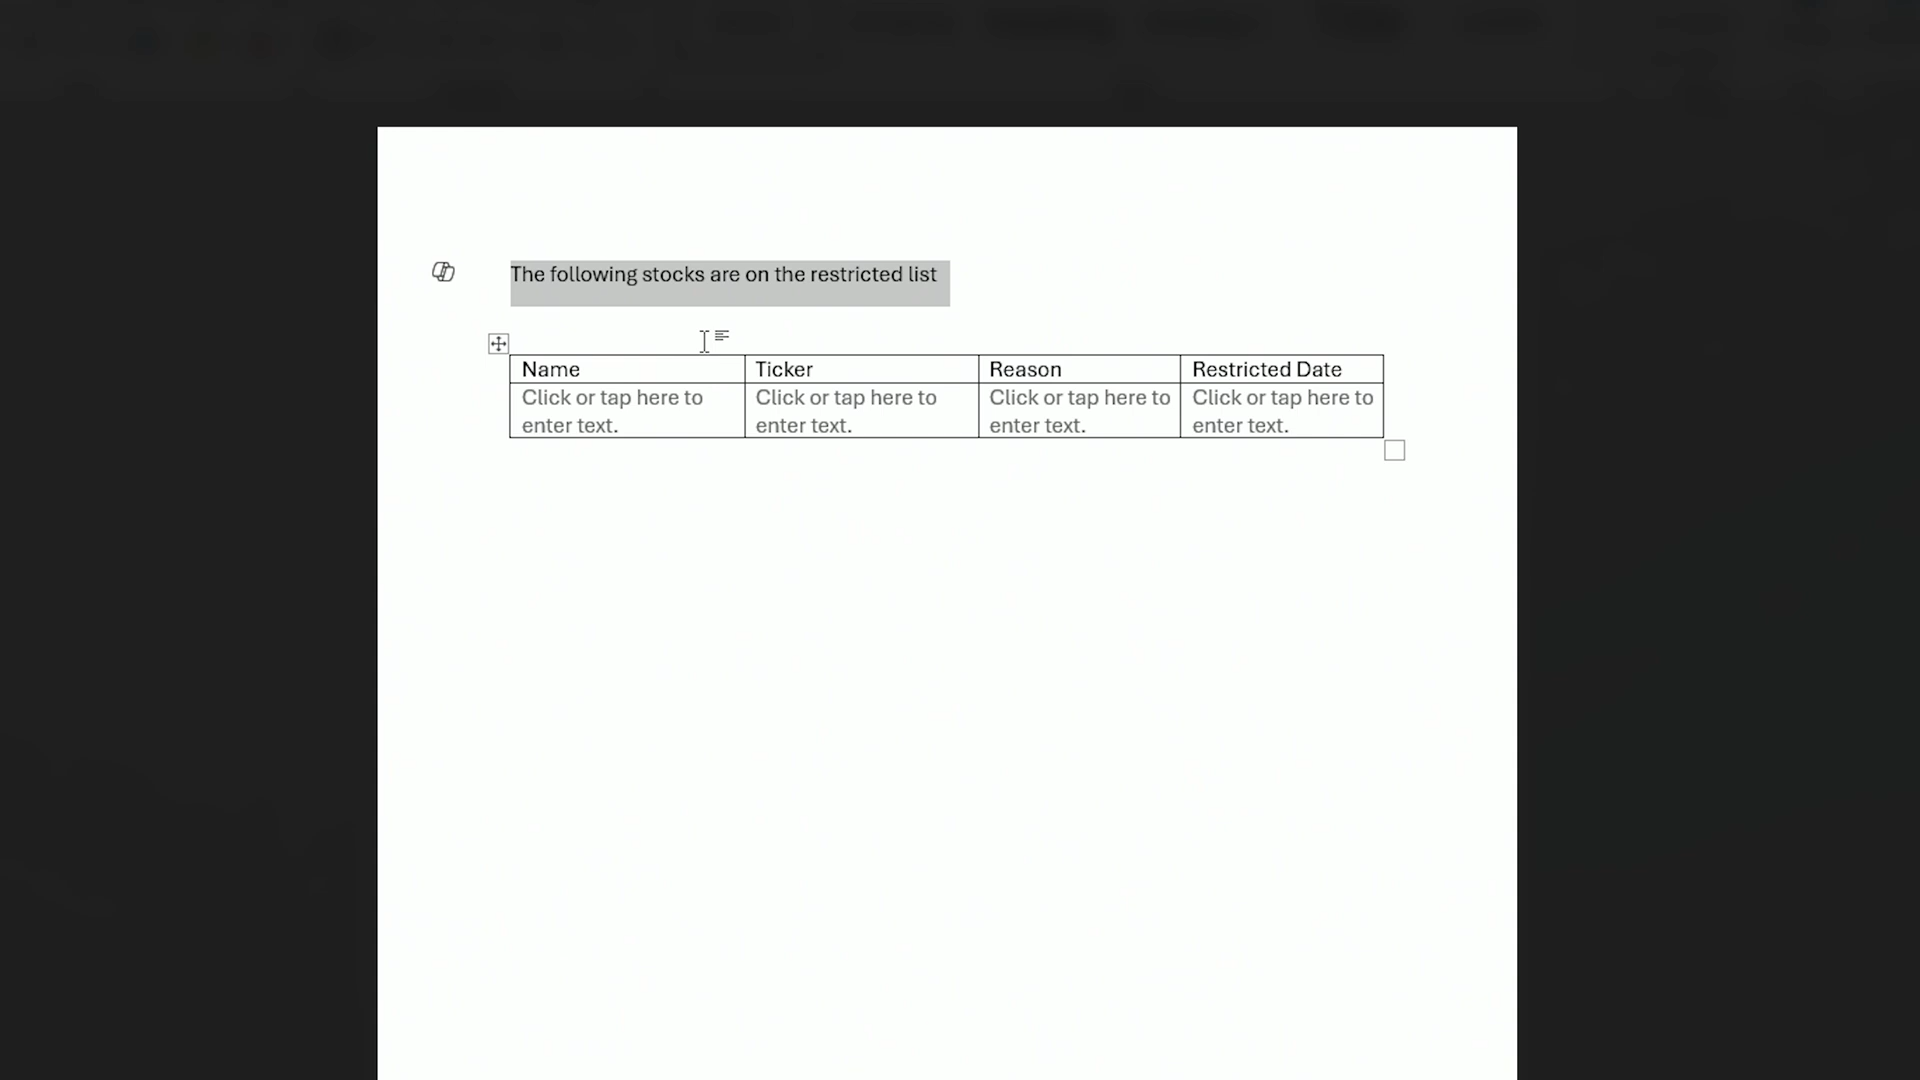 The following stocks are on the restricted list
Name Ticker Reason Restricted Date
Click or tap here to enter text. Click or tap here to enter text. Click or tap here to enter text. Click or tap here to enter text.